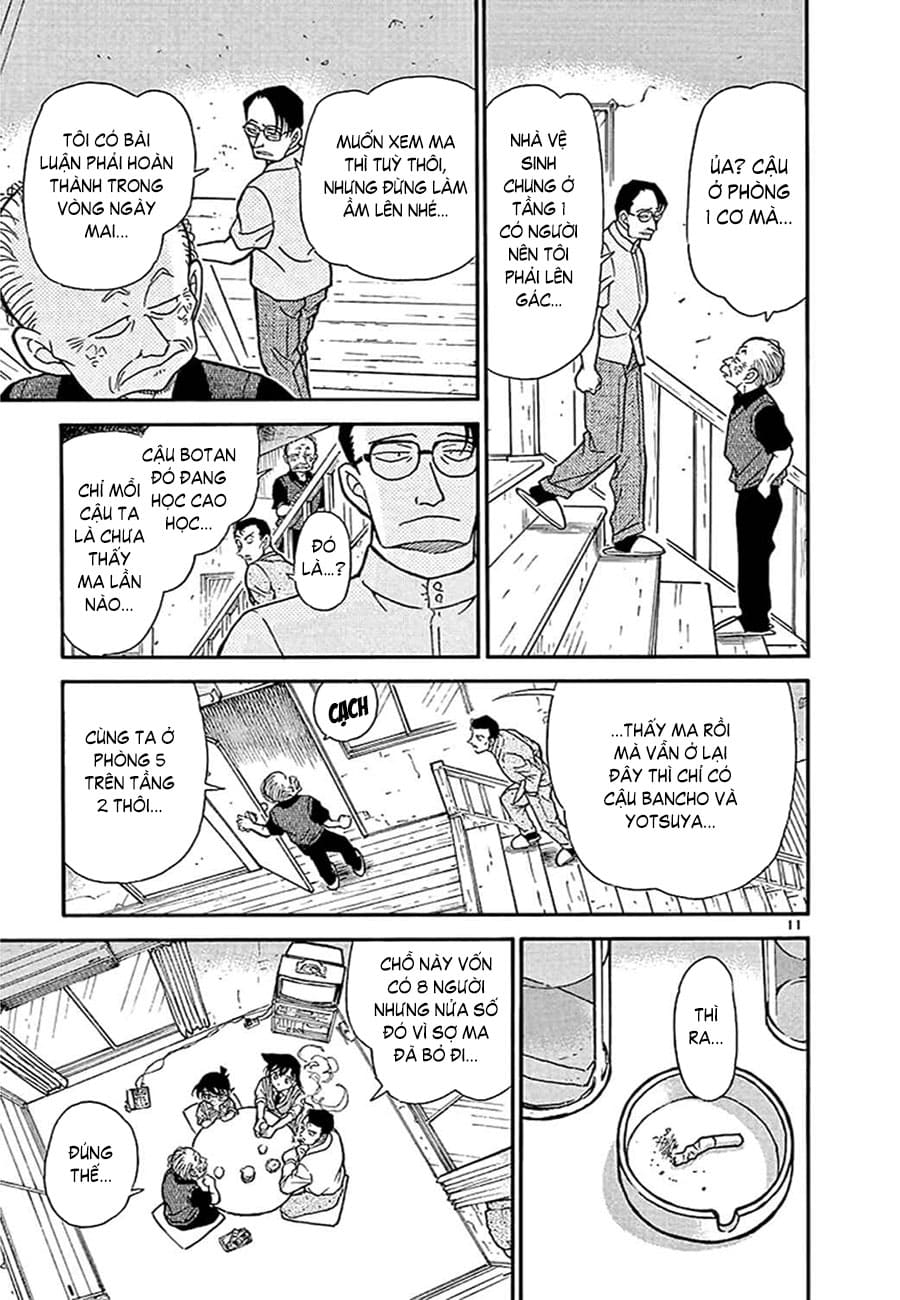 ỦA? CẬU
Ở PHÒNG
1 CƠ MÀ...
NHÀ VỆ
SINH
CHUNG Ở
TẦNG 1
CÓ NGƯỜI
NÊN TÔI
PHẢI LÊN
GÁC...
MUỐN XEM MA
THÌ TUỲ THÔI,
NHƯNG ĐỪNG LÀM
ẦM LÊN NHÉ...
TÔI CÓ BÀI
LUẬN PHẢI HOÀN
THÀNH TRONG
VÒNG NGÀY
MAI...
ĐÓ
LÀ...?
CẬU BOTAN
ĐÓ ĐANG
HỌC CAO
HỌC...
CHỈ MỖI
CẬU TA
LÀ CHƯA
THẤY
MA LẦN
NÀO...
...THẤY MA RỒI
MÀ VẪN Ở LẠI
ĐÂY THÌ CHỈ CÓ
CẬU BANCHO VÀ
YOTSUYA...
CẠCH
CÙNG TA Ở
PHÒNG 5
TRÊN TẦNG
2 THÔI...
11
THÌ
RA...
CHỖ NÀY VỐN
CÓ 8 NGƯỜI
NHƯNG NỬA SỐ
ĐÓ VÌ SỢ MA
ĐÃ BỎ ĐI...
ĐÚNG
THẾ.